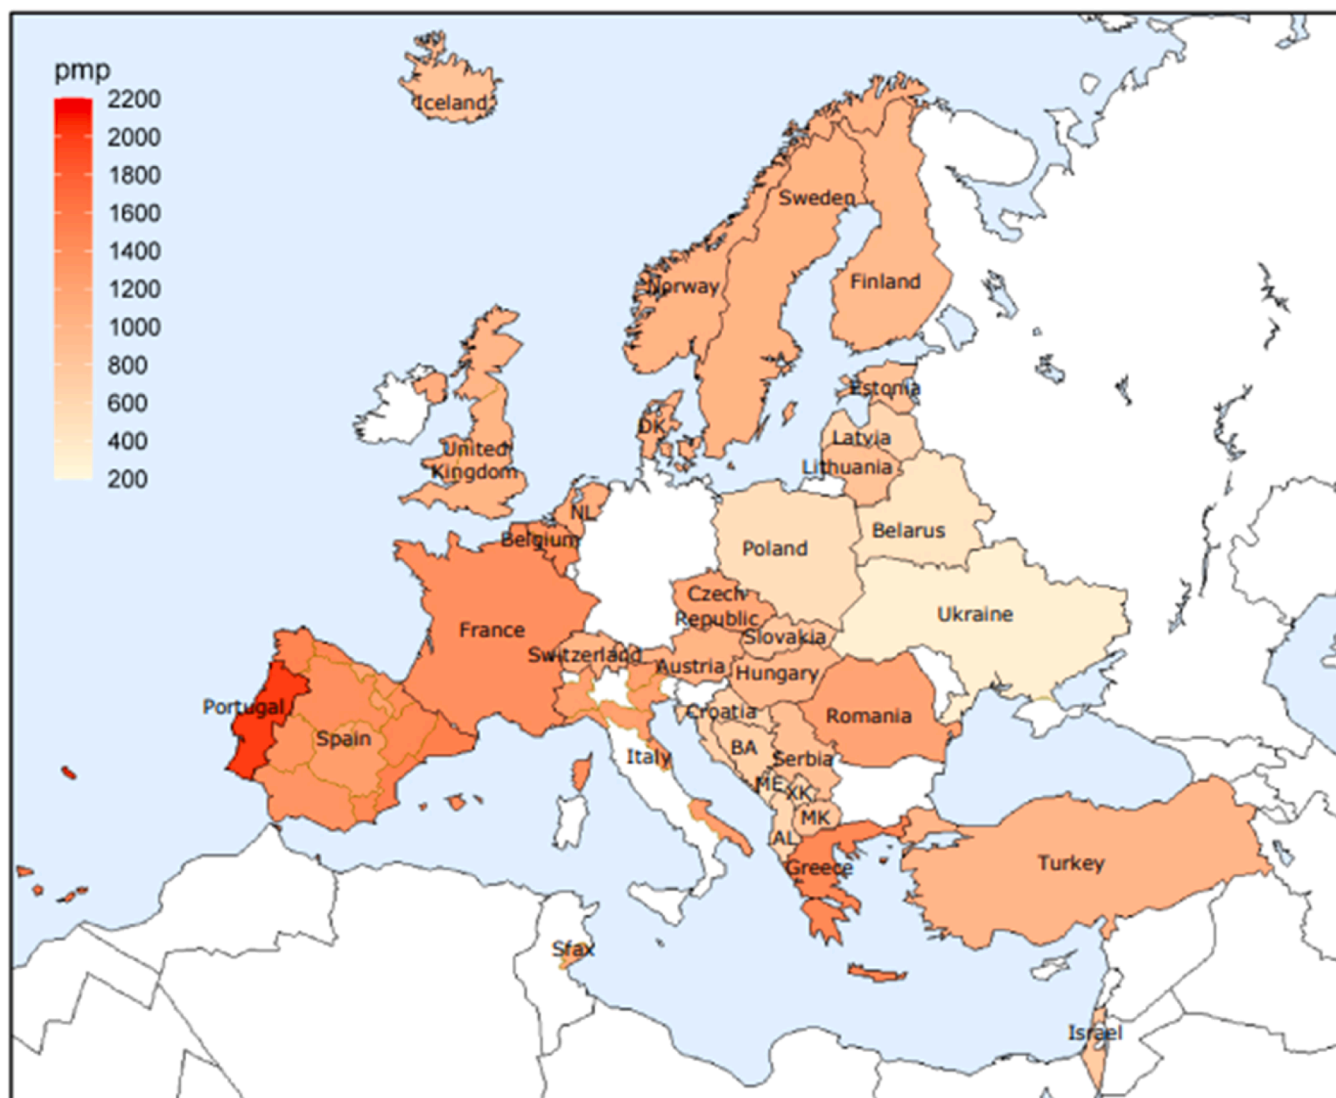 pmp
2200
2000
1800
1600
1400
1200
1000
800
600
400
200
Iceland
Sweden
Norway
Finland
Estonia
DK
Latvia
United
Kingdom
Lithuania
NL
Belgium
Belarus
Poland
Czech
Republic
Ukraine
France
Slovakia
Switzerland
Austria
Hungary
Portugal
Croatia
Romania
Spain
BA
Italy
Serbia
ME
XK
MK
AL
Greece
Turkey
Sfax
Israel